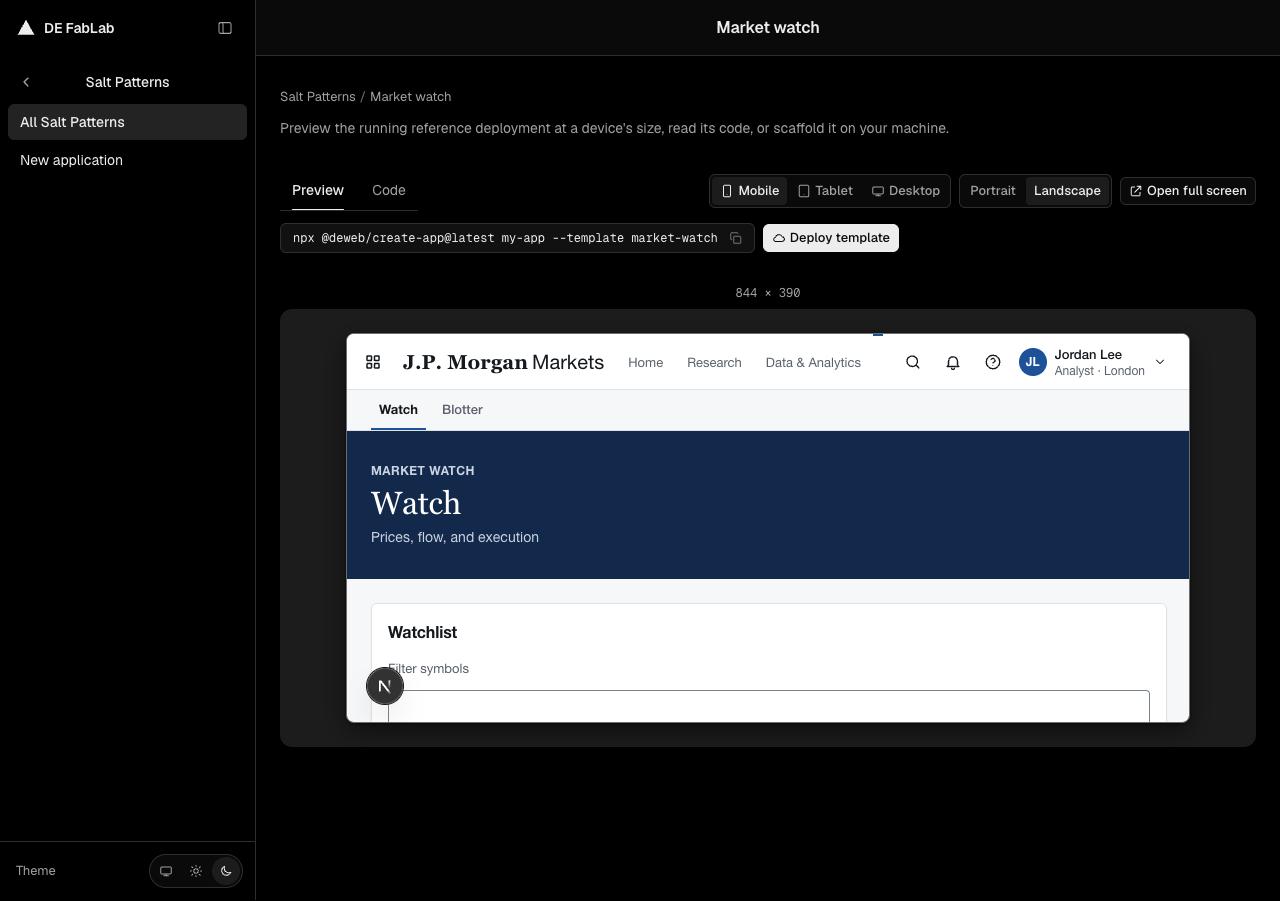 DE FabLab
Market watch
Salt Patterns
All Salt Patterns
New application
Salt Patterns / Market watch
Preview the running reference deployment at a device's size, read its code, or scaffold it on your machine.
Preview Code
Mobile Tablet Desktop Portrait Landscape Open full screen
npx @deweb/create-app@latest my-app --template market-watch Deploy template
844 × 390
J.P. Morgan Markets Home Research Data & Analytics
JL Jordan Lee
Analyst · London
Watch Blotter
MARKET WATCH
Watch
Prices, flow, and execution
Watchlist
Filter symbols
N
Theme